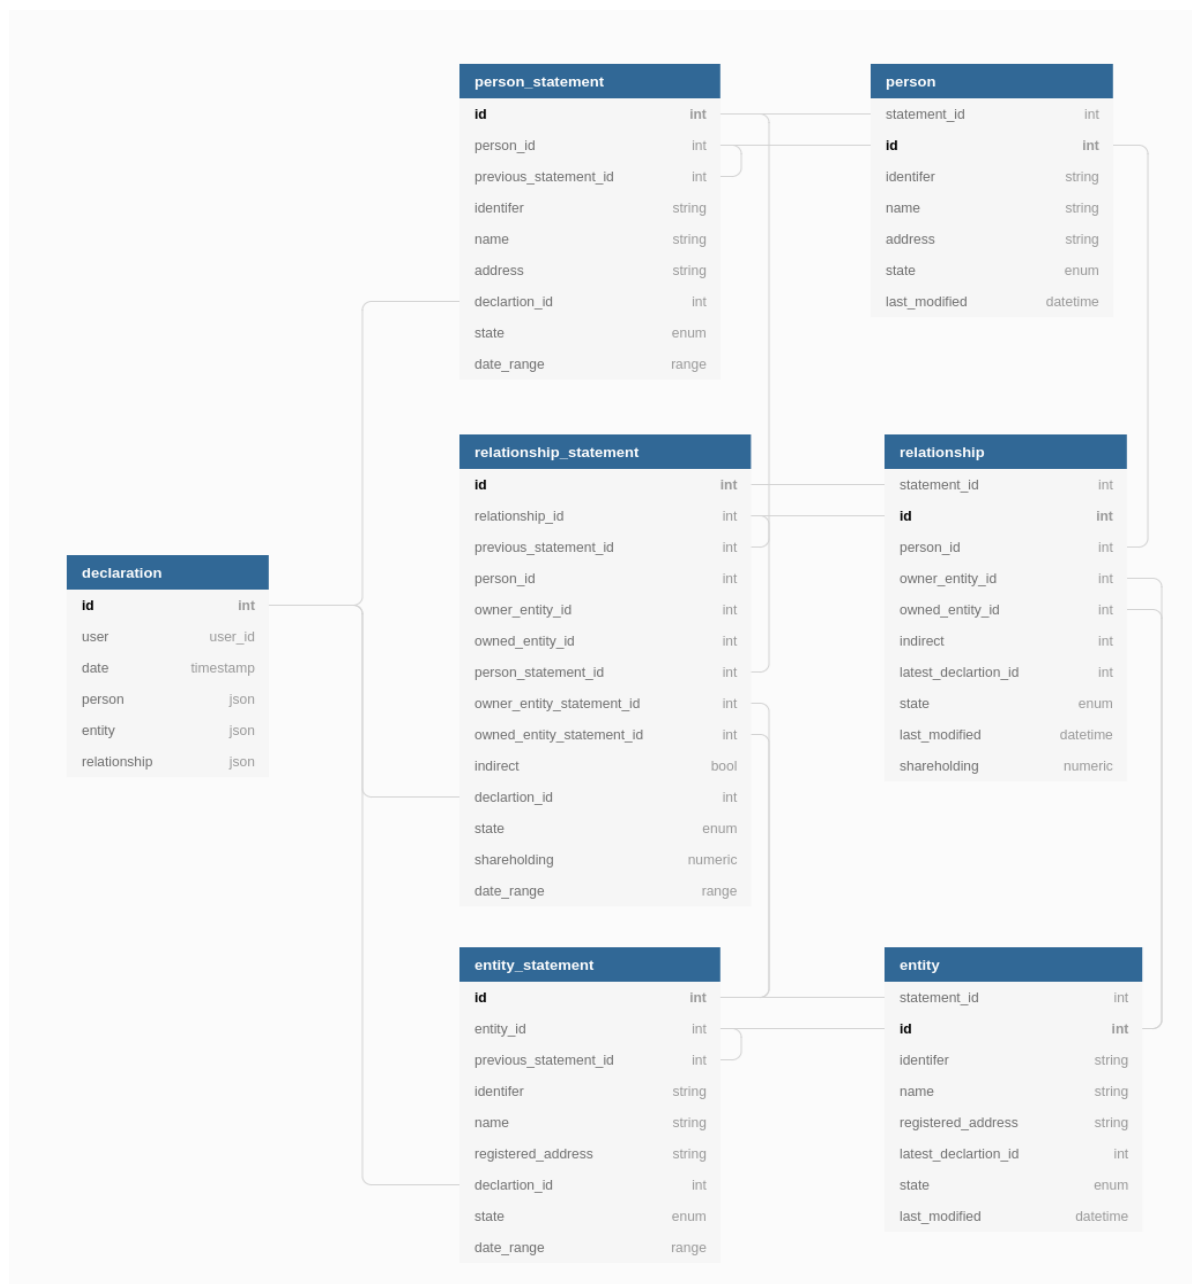 person_statement
id int
person_id int
previous_statement_id int
identifer string
name string
address string
declartion_id int
state enum
date_range range
person
statement_id int
id int
identifer string
name string
address string
state enum
last_modified datetime
relationship_statement
id int
relationship_id int
previous_statement_id int
person_id int
owner_entity_id int
owned_entity_id int
person_statement_id int
owner_entity_statement_id int
owned_entity_statement_id int
indirect bool
declartion_id int
state enum
shareholding numeric
date_range range
relationship
statement_id int
id int
person_id int
owner_entity_id int
owned_entity_id int
indirect int
latest_declartion_id int
state enum
last_modified datetime
shareholding numeric
declaration
id int
user user_id
date timestamp
person json
entity json
relationship json
entity_statement
id int
entity_id int
previous_statement_id int
identifer string
name string
registered_address string
declartion_id int
state enum
date_range range
entity
statement_id int
id int
identifer string
name string
registered_address string
latest_declartion_id int
state enum
last_modified datetime